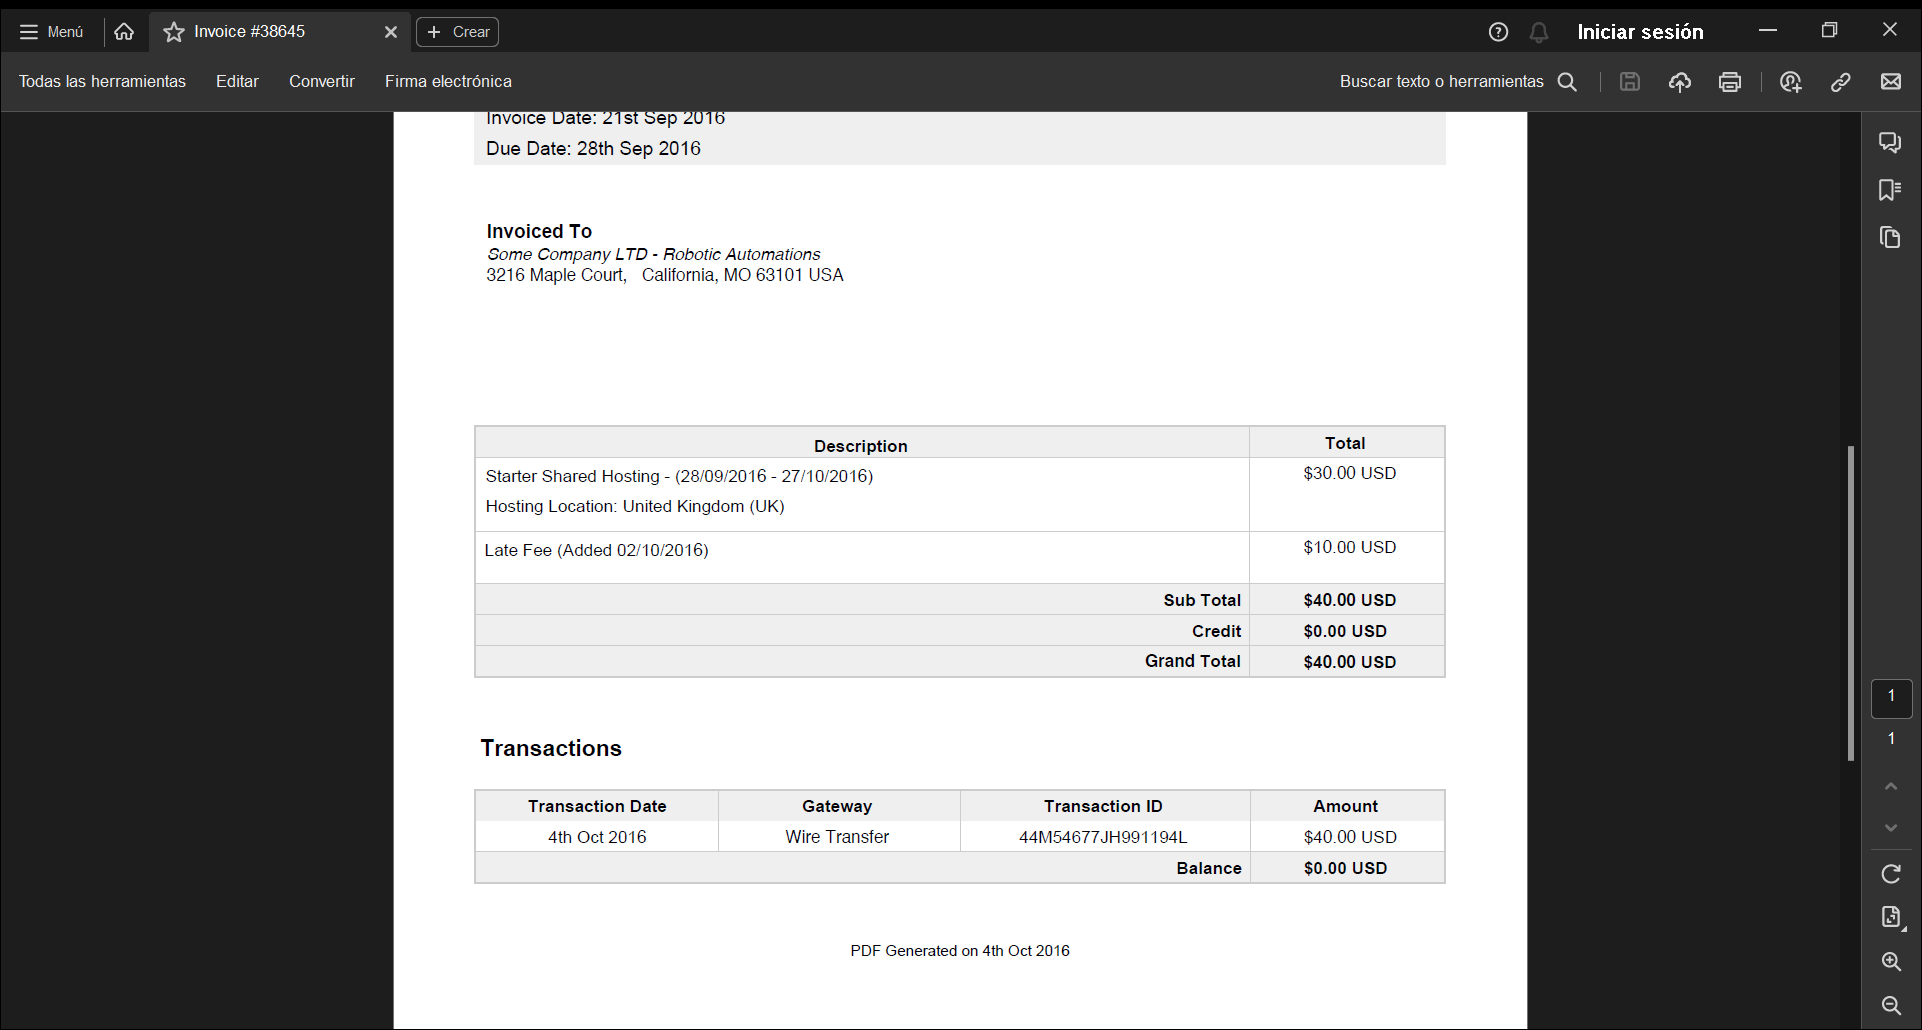 Menú
Invoice #38645
Crear
Iniciar sesión
Todas las herramientas
Editar
Convertir
Firma electrónica
Buscar texto o herramientas
Invoice Date: 21st Sep 2016
Due Date: 28th Sep 2016
Invoiced To
Some Company LTD - Robotic Automations
3216 Maple Court, California, MO 63101 USA
Description Total
Starter Shared Hosting - (28/09/2016 - 27/10/2016) $30.00 USD
Hosting Location: United Kingdom (UK)
Late Fee (Added 02/10/2016) $10.00 USD
Sub Total $40.00 USD
Credit $0.00 USD
Grand Total $40.00 USD
Transactions
Transaction Date Gateway Transaction ID Amount
4th Oct 2016 Wire Transfer 44M54677JH991194L $40.00 USD
Balance $0.00 USD
PDF Generated on 4th Oct 2016
1
1